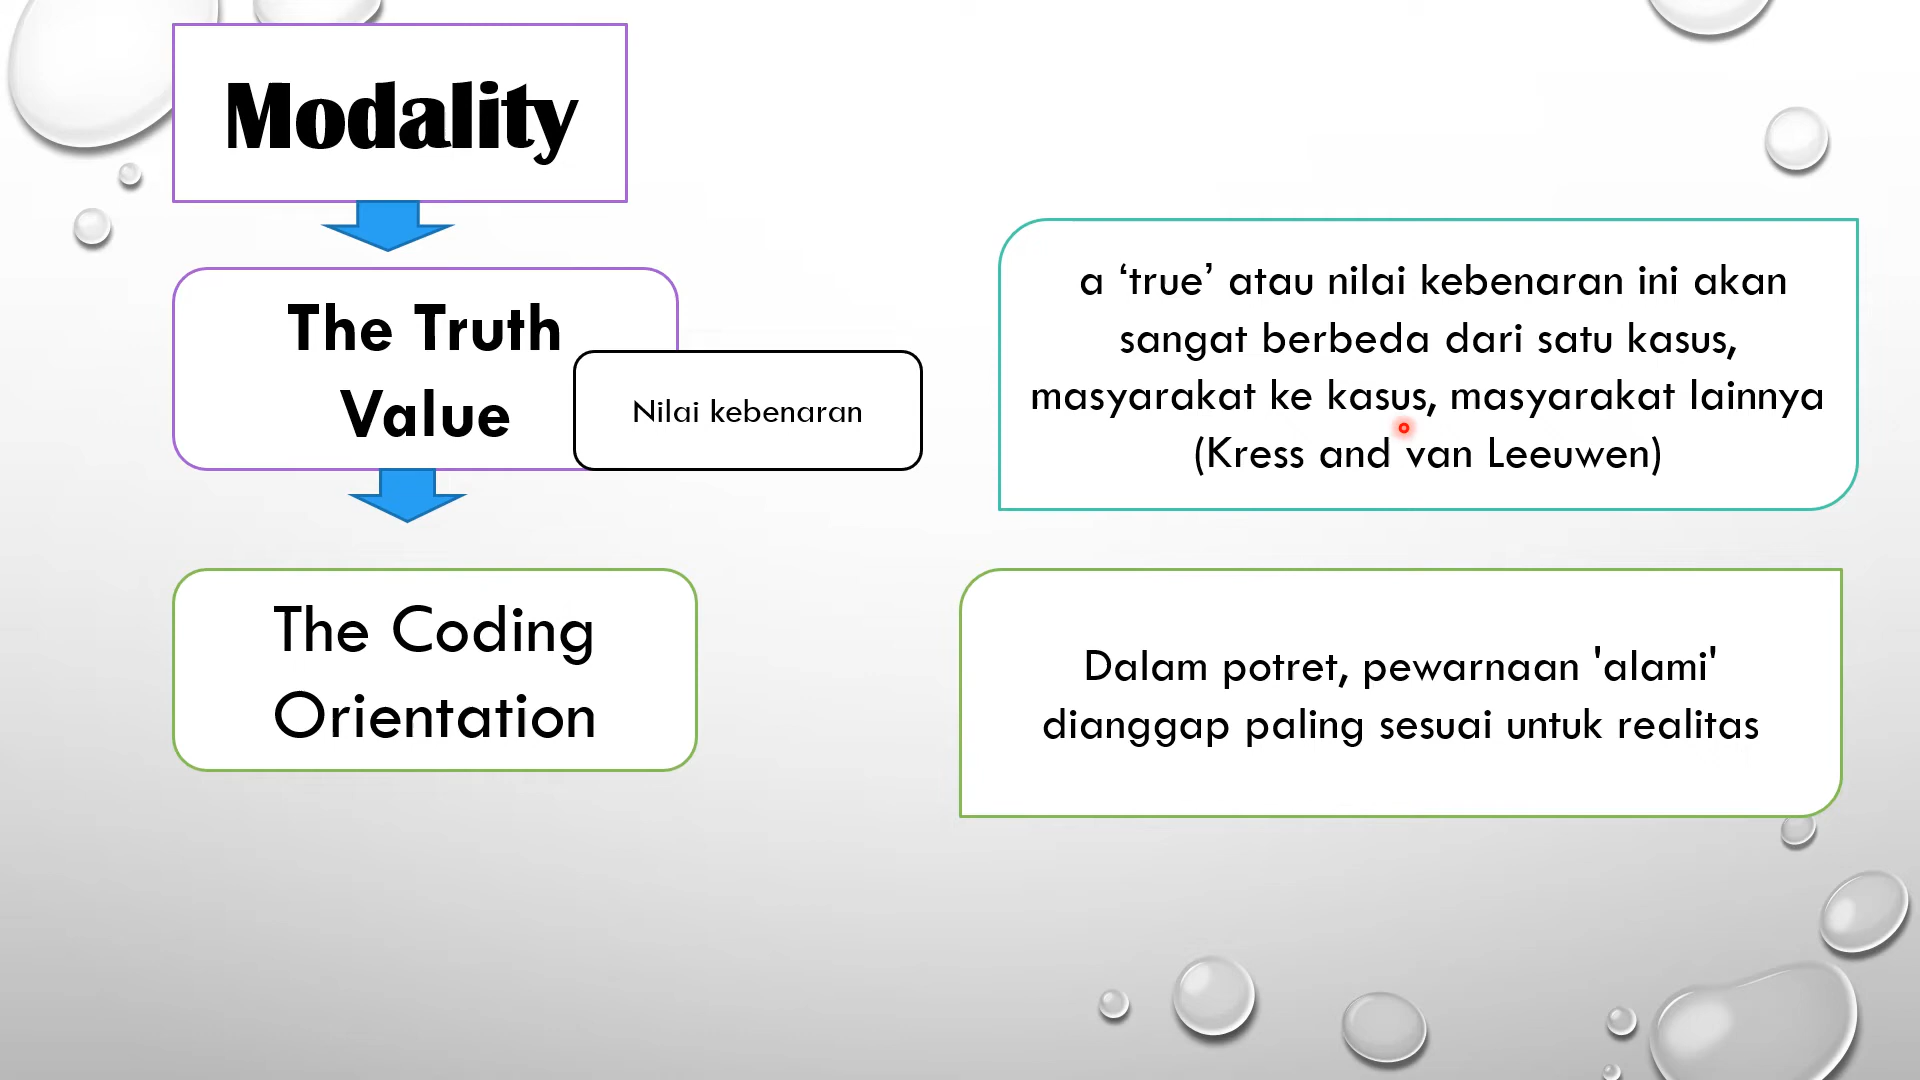 Modality
The Truth
Value
Nilai kebenaran
a ‘true’ atau nilai kebenaran ini akan
sangat berbeda dari satu kasus,
masyarakat ke kasus, masyarakat lainnya
(Kress and van Leeuwen)
The Coding
Orientation
Dalam potret, pewarnaan 'alami'
dianggap paling sesuai untuk realitas